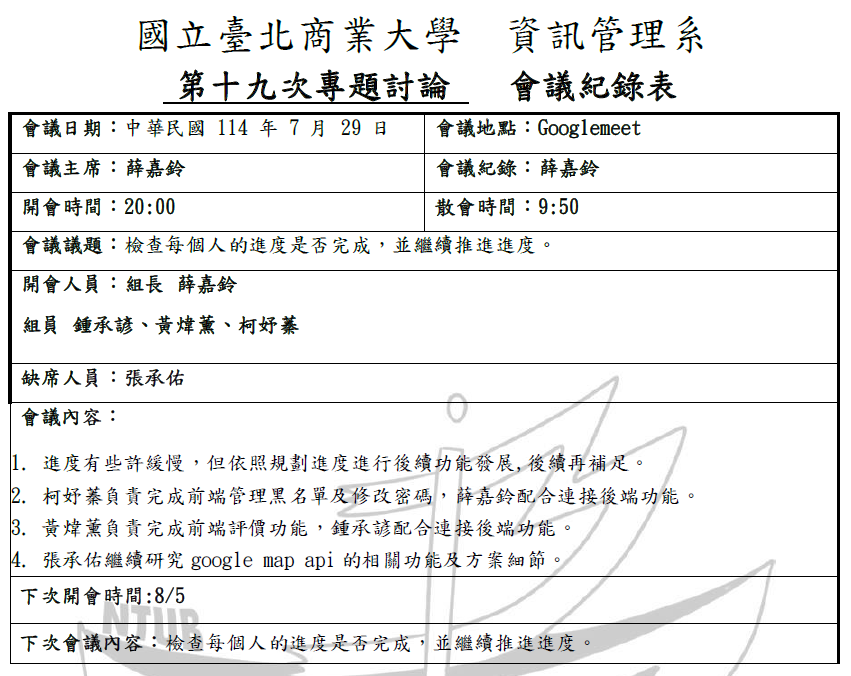 國立臺北商業大學 資訊管理系
第十九次專題討論 會議紀錄表
會議日期：中華民國 114 年 7 月 29 日
會議地點：Googlemeet
會議主席：薛嘉鈴
會議紀錄：薛嘉鈴
開會時間：20:00
散會時間：9:50
會議議題：檢查每個人的進度是否完成，並繼續推進進度。
開會人員：組長 薛嘉鈴
組員 鍾承諺、黃煒薰、柯妤蓁
缺席人員：張承佑
會議內容：
1. 進度有些許緩慢，但依照規劃進度進行後續功能發展,後續再補足。
2. 柯妤蓁負責完成前端管理黑名單及修改密碼，薛嘉鈴配合連接後端功能。
3. 黃煒薰負責完成前端評價功能，鍾承諺配合連接後端功能。
4. 張承佑繼續研究 google map api 的相關功能及方案細節。
下次開會時間:8/5
NTUB
下次會議內容：檢查每個人的進度是否完成，並繼續推進進度。